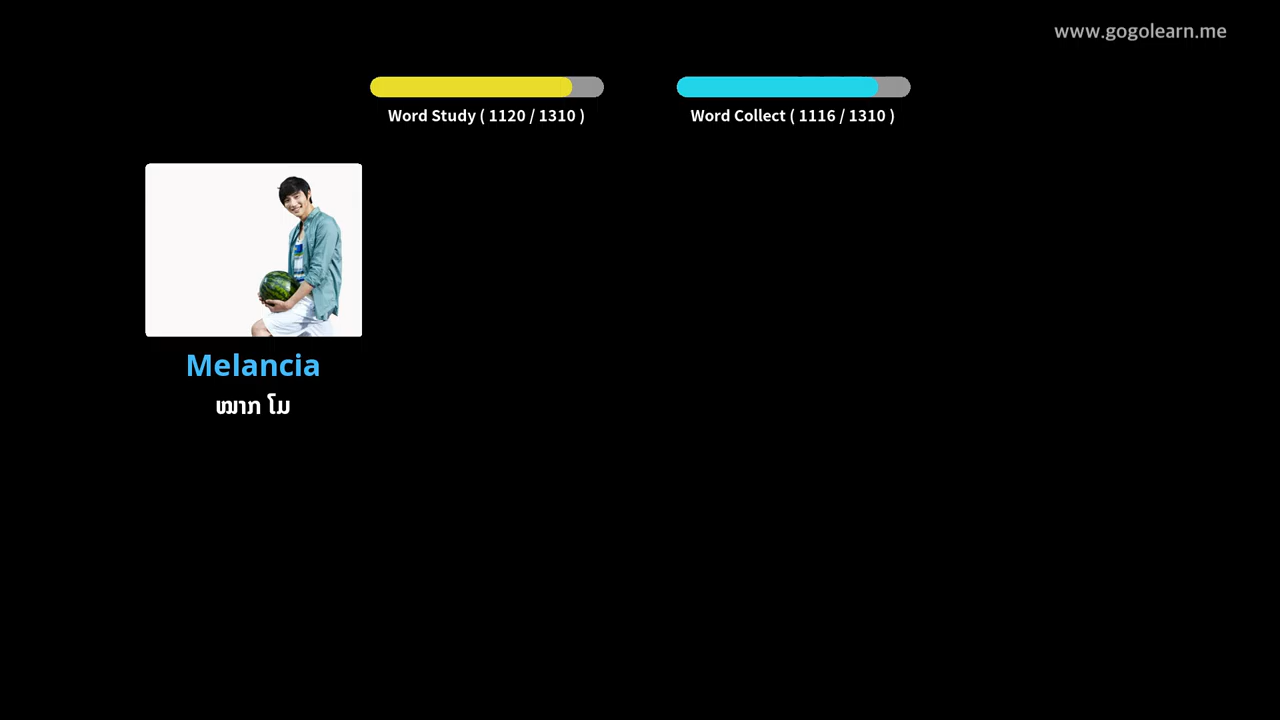 www.gogolearn.me
Word Study ( 1120 / 1310 )
Word Collect ( 1116 / 1310 )
Melancia
ໝາກ ໂມ